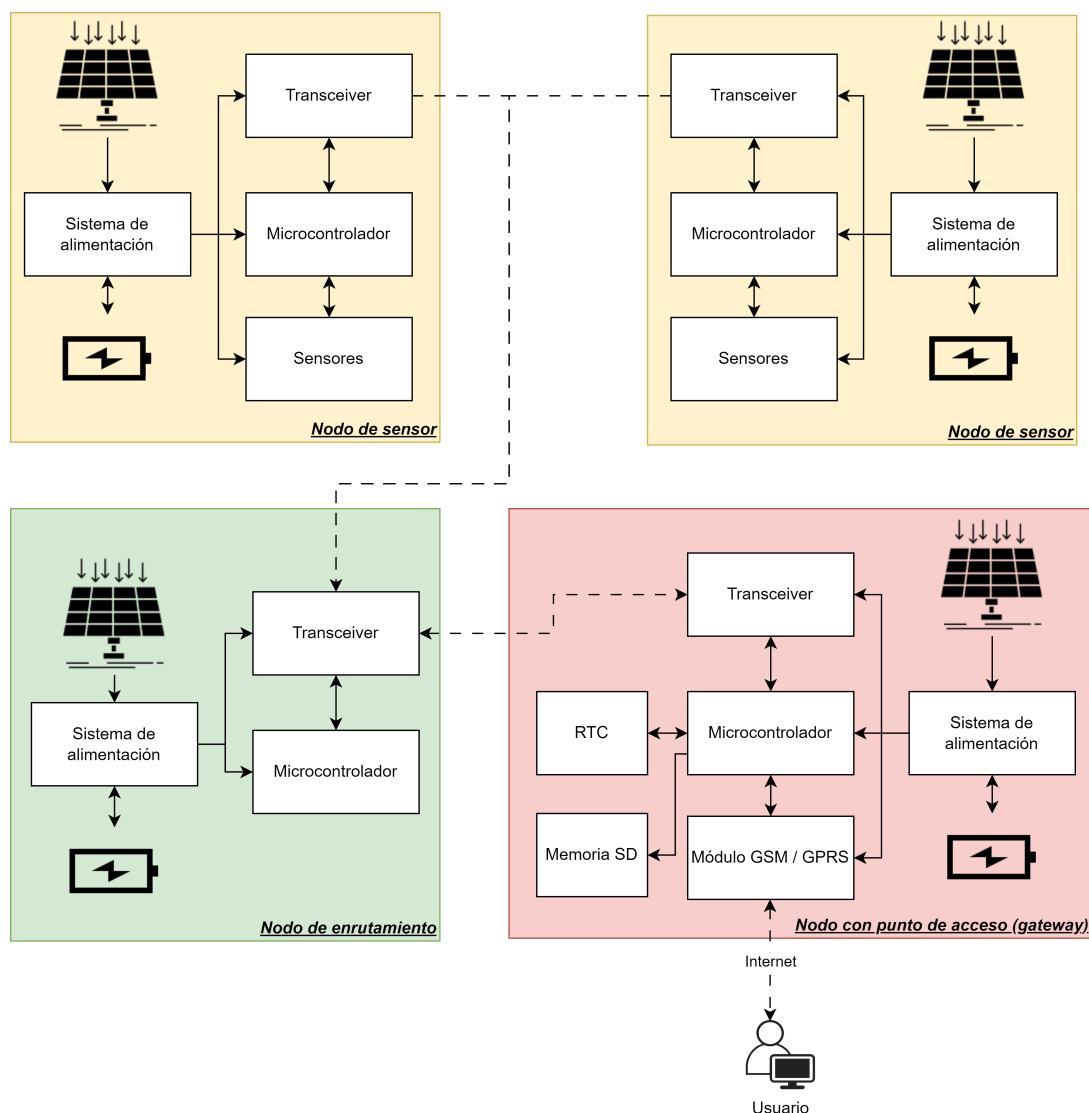 Transceiver
Sistema de
alimentación
Microcontrolador
Sensores
Nodo de sensor
Transceiver
Microcontrolador
Sistema de
alimentación
Sensores
Nodo de sensor
Transceiver
Sistema de
alimentación
Microcontrolador
Nodo de enrutamiento
Transceiver
RTC
Microcontrolador
Sistema de
alimentación
Memoria SD
Módulo GSM / GPRS
Nodo con punto de acceso (gateway)
Internet
Usuario